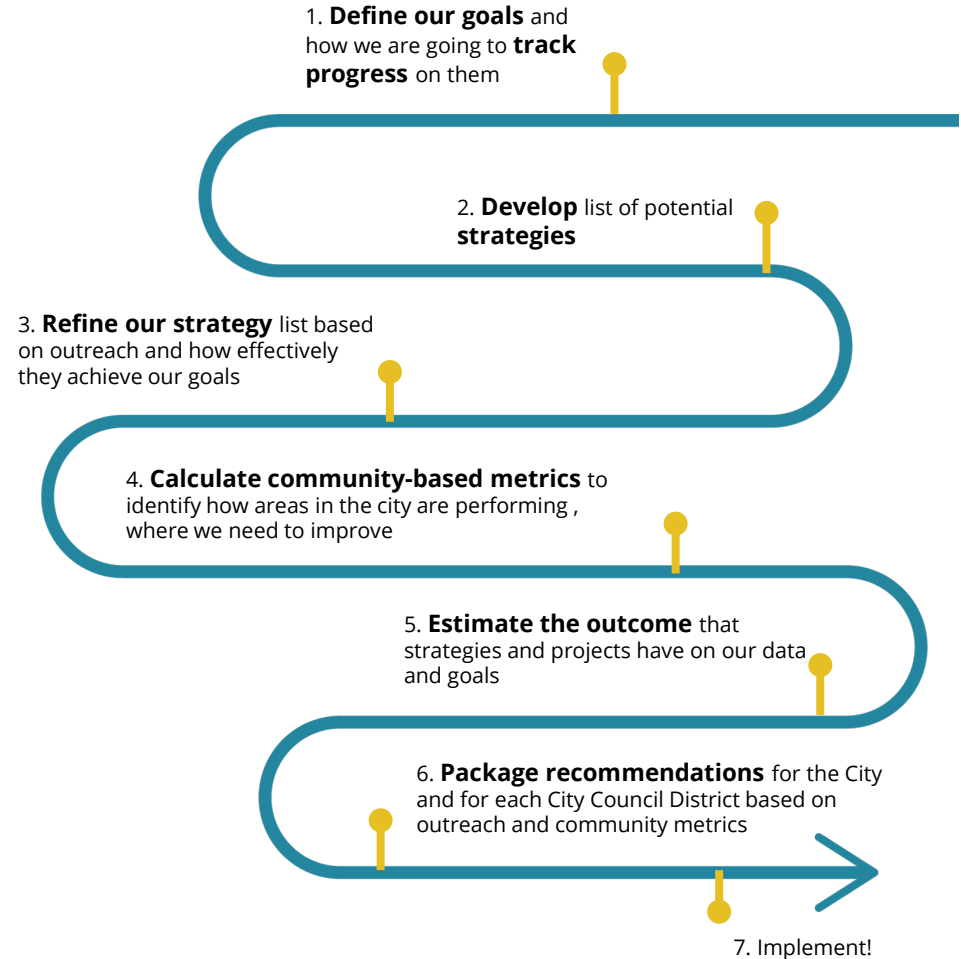 1. Define our goals and
how we are going to track
progress on them
2. Develop list of potential
strategies
3. Refine our strategy list based
on outreach and how effectively
they achieve our goals
4. Calculate community-based metrics to
identify how areas in the city are performing ,
where we need to improve
5. Estimate the outcome that
strategies and projects have on our data
and goals
6. Package recommendations for the City
and for each City Council District based on
outreach and community metrics
7. Implement!